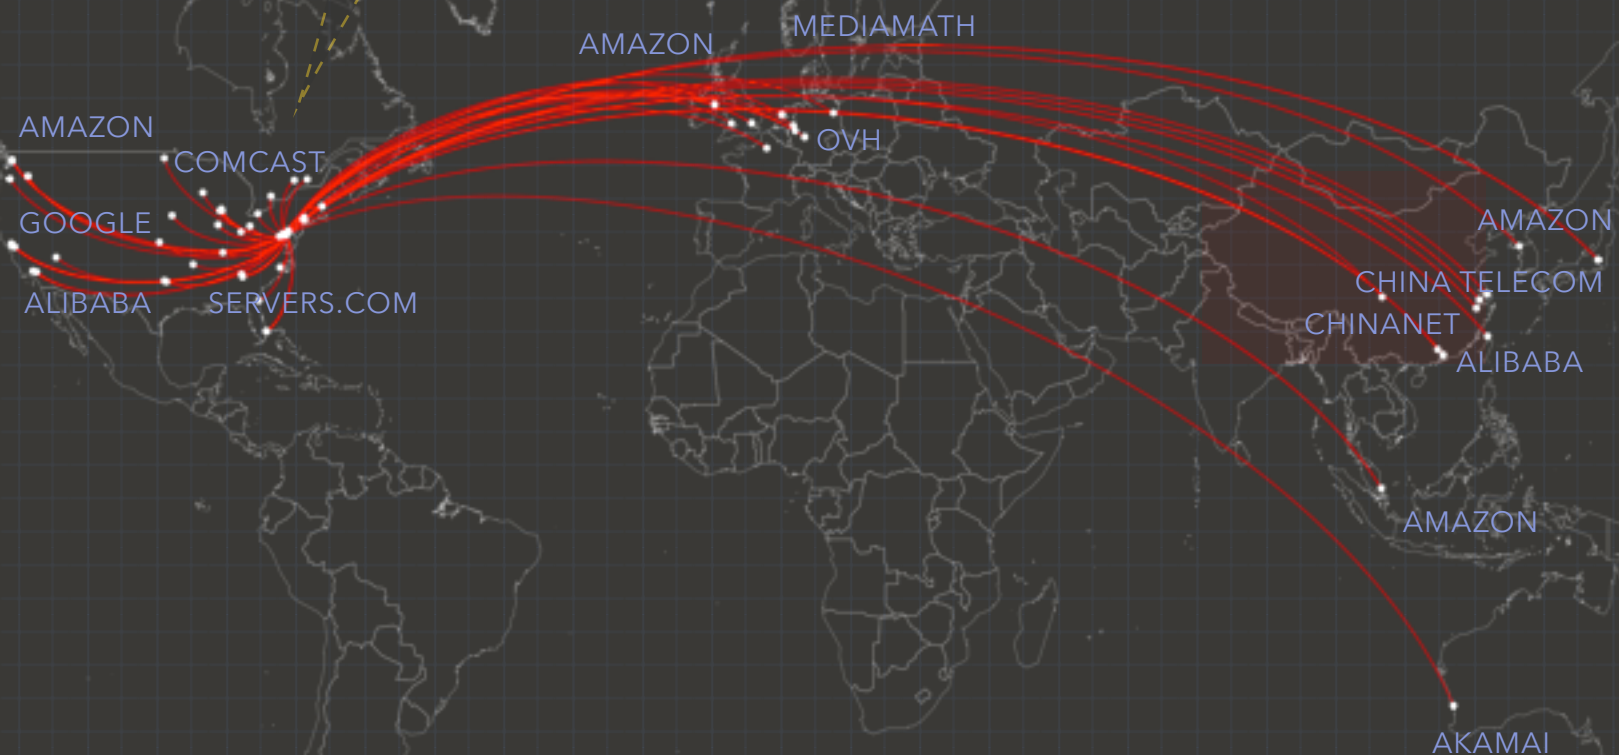 MEDIAMATH
AMAZON
AMAZON
OVH
COMCAST
GOOGLE
AMAZON
CHINA TELECOM
ALIBABA
SERVERS.COM
CHINANET
ALIBABA
AMAZON
AKAMAI